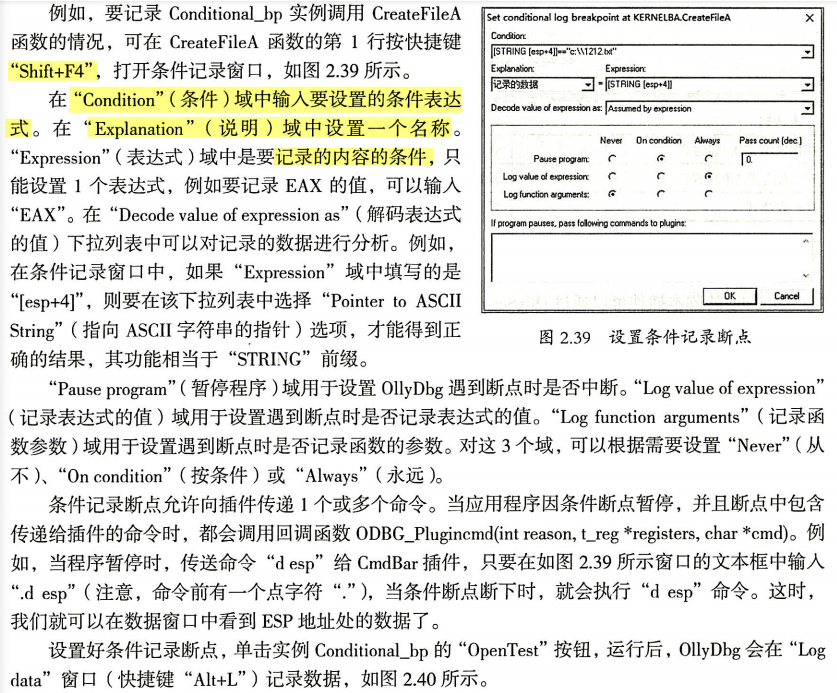 例如，要记录 Conditional_bp 实例调用 CreateFileA
函数的情况，可在 CreateFileA 函数的第 1 行按快捷键
“Shift+F4”，打开条件记录窗口，如图 2.39 所示。
在“Condition”（条件）域中输入要设置的条件表达
式。在“Explanation”（说明）域中设置一个名称。
“Expression”（表达式）域中是要记录的内容的条件，只
能设置 1 个表达式，例如要记录 EAX 的值，可以输入
“EAX”。在“Decode value of expression as”（解码表达式
的值）下拉列表中可以对记录的数据进行分析。例如，
在条件记录窗口中，如果“Expression”域中填写的是
“[esp+4]”，则要在该下拉列表中选择“Pointer to ASCII
String”（指向 ASCII 字符串的指针）选项，才能得到正
确的结果，其功能相当于“STRING”前缀。
Set conditional log breakpoint at KERNELBA.CreateFileA
Condition:
[STRING [esp+4]]=="c:\\1212.txt"
Explanation: Expression:
记录的数据 = [STRING [esp+4]]
Decode value of expression as: Assumed by expression
Never On condition Always Pass count (dec.)
Pause program: 0.
Log value of expression:
Log function arguments:
If program pauses, pass following commands to plugins:
OK Cancel
图 2.39 设置条件记录断点
“Pause program”（暂停程序）域用于设置 OllyDbg 遇到断点时是否中断。“Log value of expression”
（记录表达式的值）域用于设置遇到断点时是否记录表达式的值。“Log function arguments”（记录函
数参数）域用于设置遇到断点时是否记录函数的参数。对这 3 个域，可以根据需要设置“Never”（从
不）、“On condition”（按条件）或“Always”（永远）。
条件记录断点允许向插件传递 1 个或多个命令。当应用程序因条件断点暂停，并且断点中包含
传递给插件的命令时，都会调用回调函数 ODBG_Plugincmd(int reason, t_reg *registers, char *cmd)。例
如，当程序暂停时，传送命令“d esp”给 CmdBar 插件，只要在如图 2.39 所示窗口的文本框中输入
“.d esp”（注意，命令前有一个点字符“.”），当条件断点断下时，就会执行“d esp”命令。这时，
我们就可以在数据窗口中看到 ESP 地址处的数据了。
设置好条件记录断点，单击实例 Conditional_bp 的“OpenTest”按钮，运行后，OllyDbg 会在“Log
data”窗口（快捷键“Alt+L”）记录数据，如图 2.40 所示。